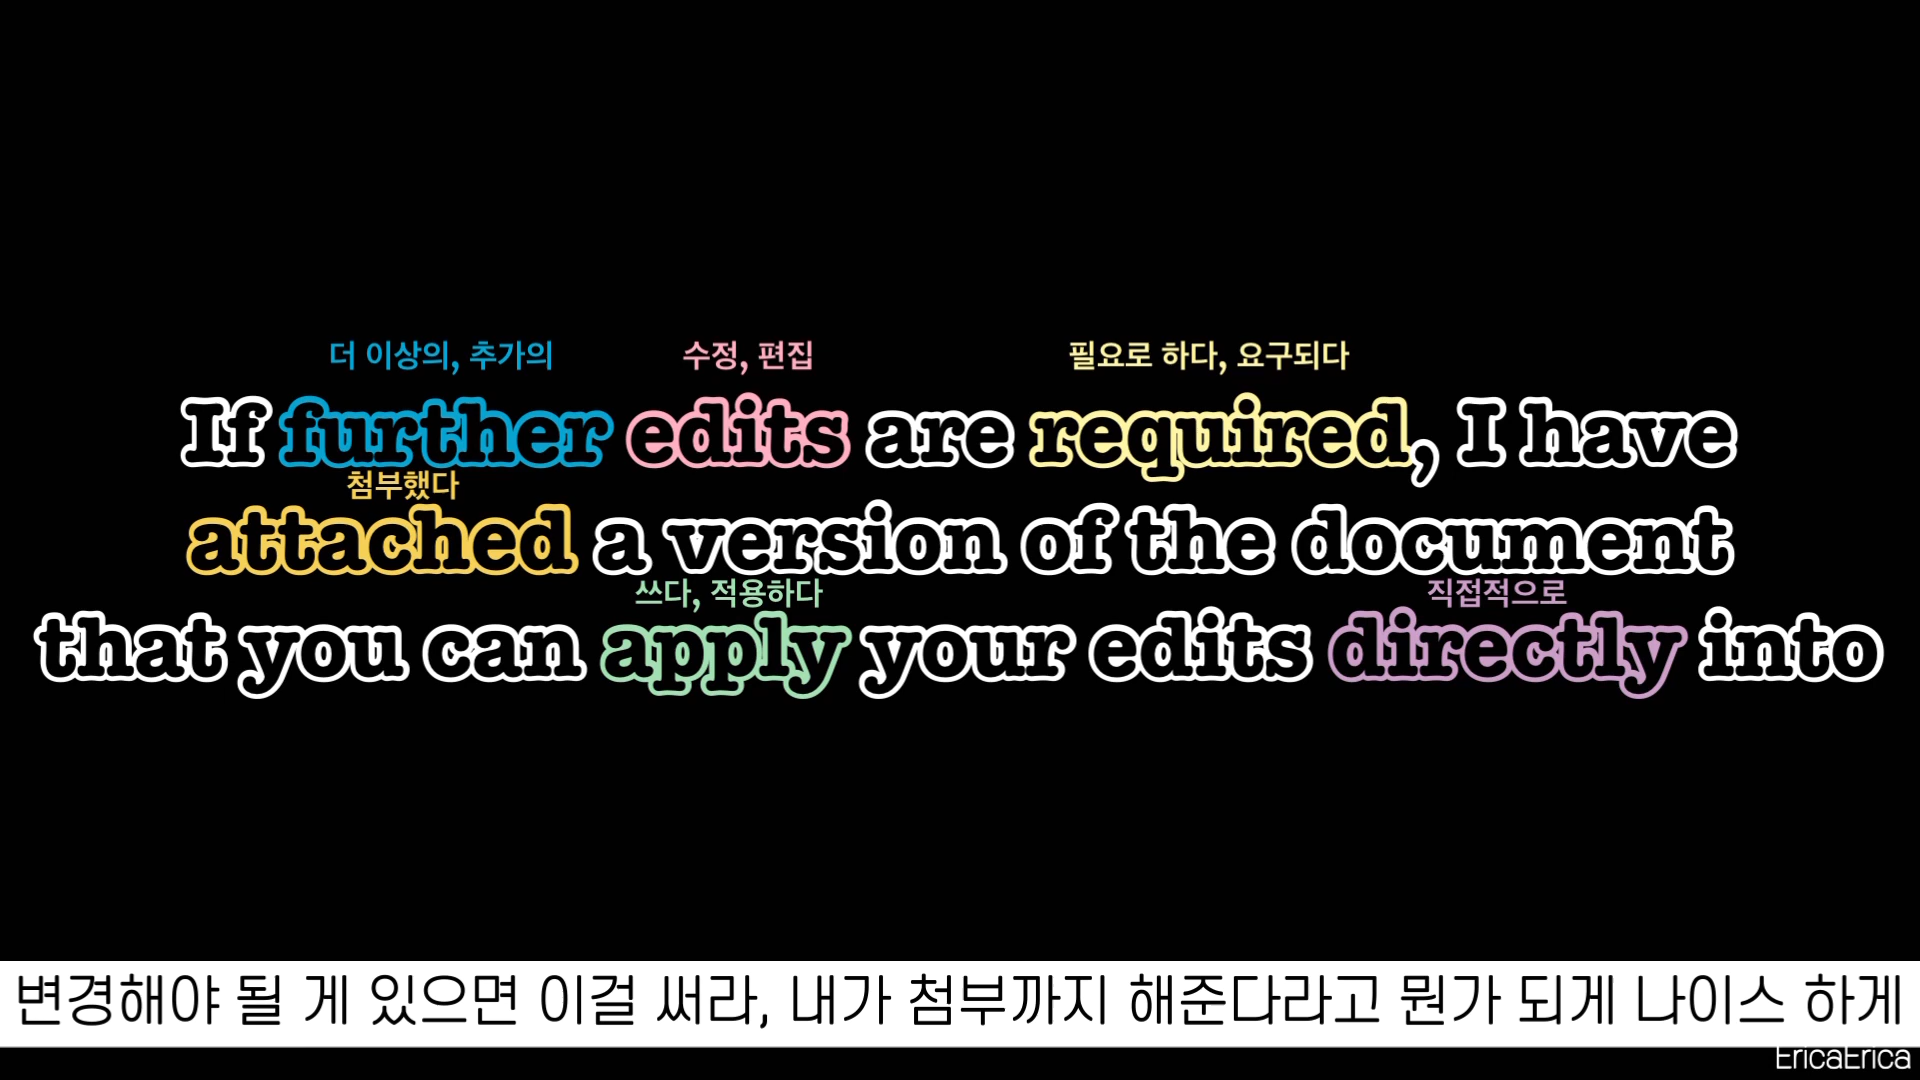 더 이상의, 추가의 수정, 편집 필요로 하다, 요구되다
If further edits are required, I have
첨부했다
attached a version of the document
쓰다, 적용하다 직접적으로
that you can apply your edits directly into
변경해야 될 게 있으면 이걸 써라, 내가 첨부까지 해준다라고 뭔가 되게 나이스 하게
EricaErica